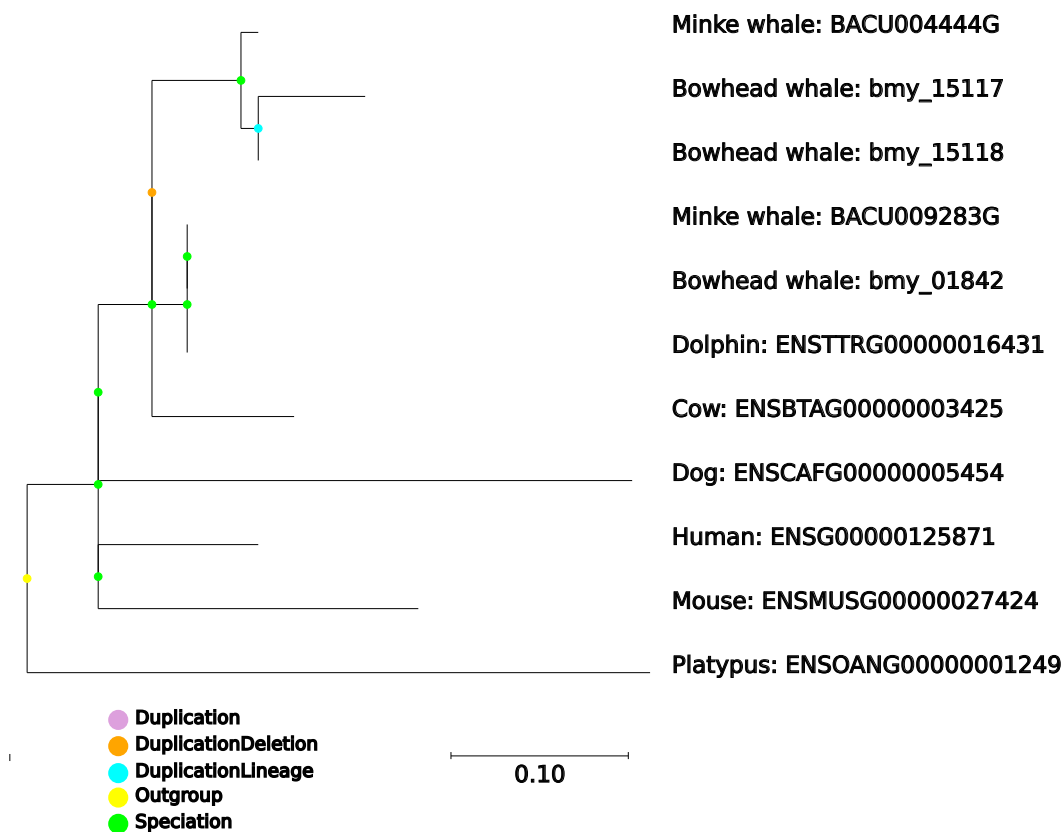 Minke whale: BACU004444G
Bowhead whale: bmy_15117
Bowhead whale: bmy_15118
Minke whale: BACU009283G
Bowhead whale: bmy_01842
Dolphin: ENSTTRG00000016431
Cow: ENSBTAG00000003425
Dog: ENSCAFG00000005454
Human: ENSG00000125871
Mouse: ENSMUSG00000027424
Platypus: ENSOANG00000001249
Duplication
DuplicationDeletion
DuplicationLineage
Outgroup
Speciation
0.10